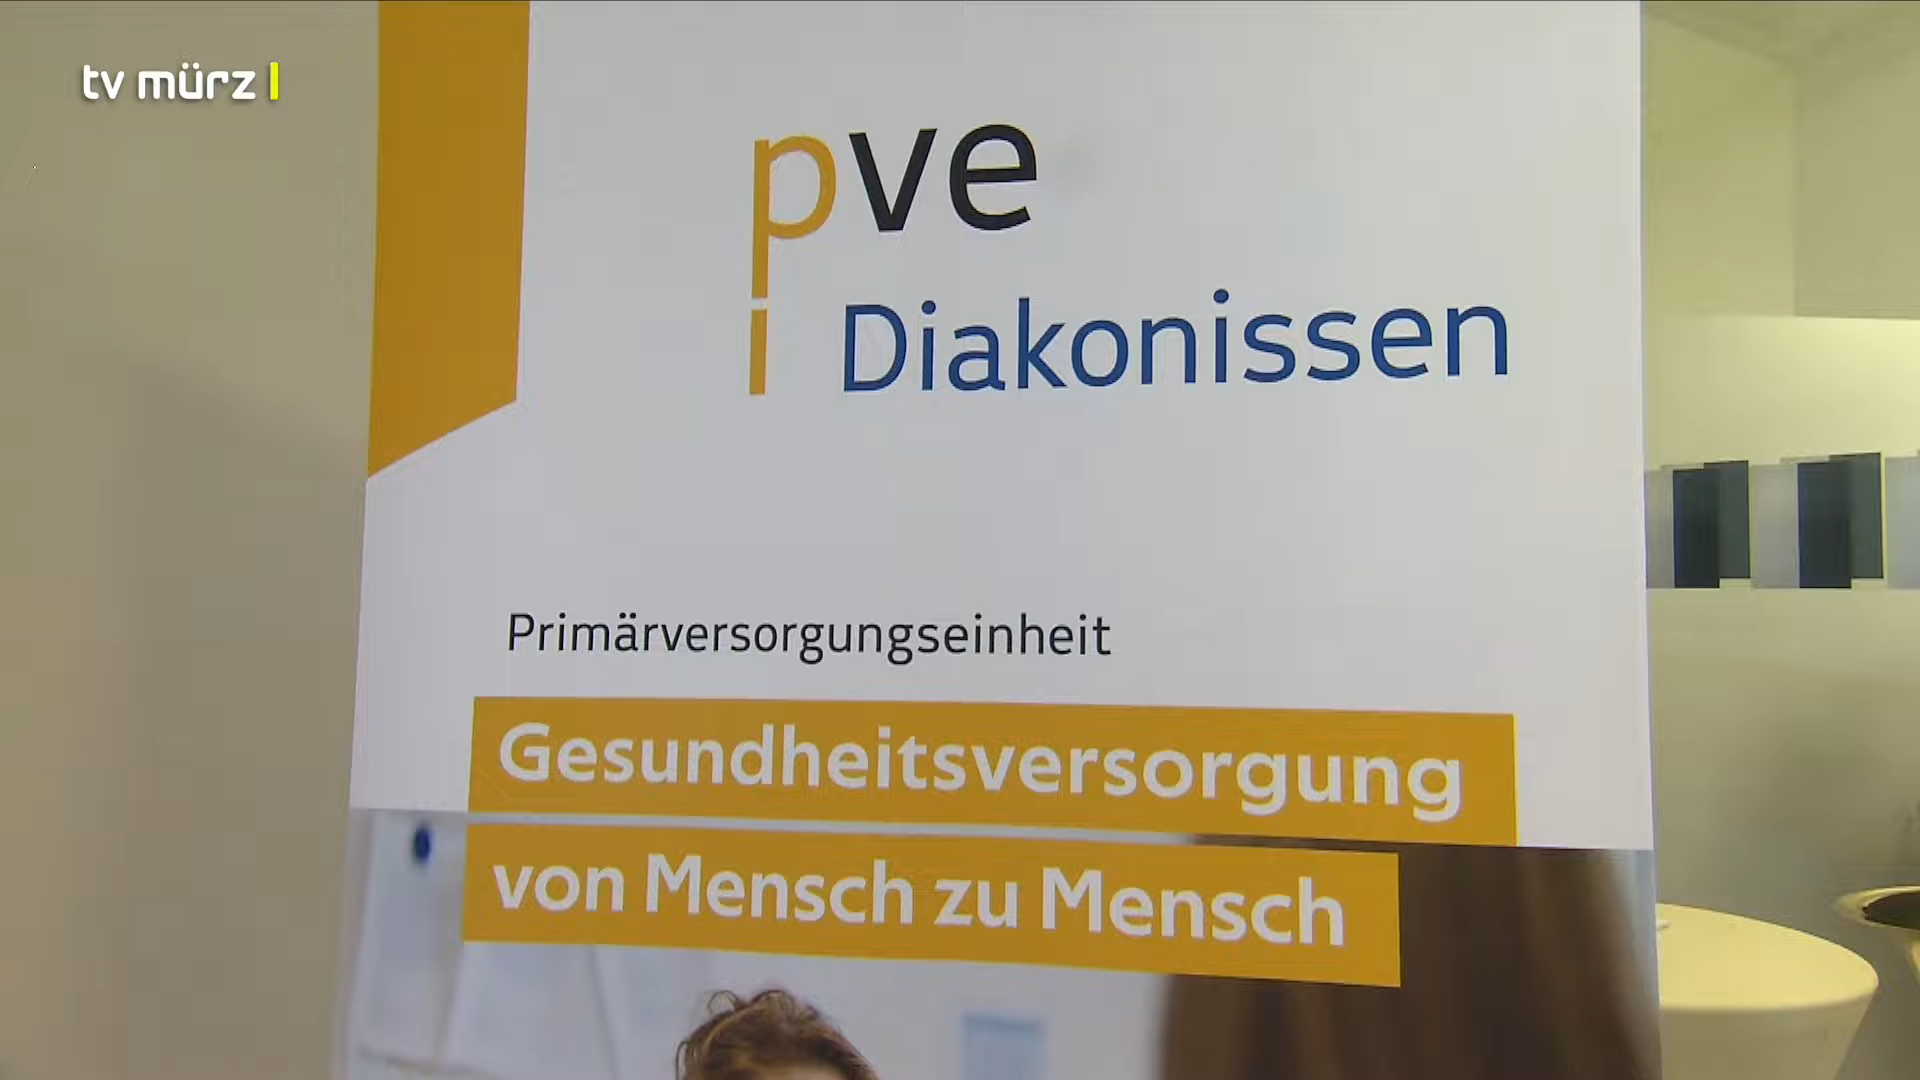 tv mürz
pve
Diakonissen
Primärversorgungseinheit
Gesundheitsversorgung
von Mensch zu Mensch